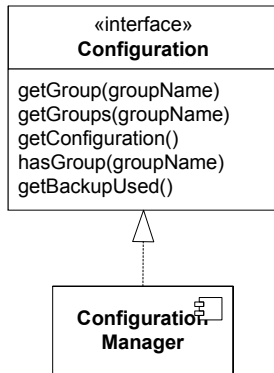 «interface»
Configuration
getGroup(groupName)
getGroups(groupName)
getConfiguration()
hasGroup(groupName)
getBackupUsed()
Configuration
Manager